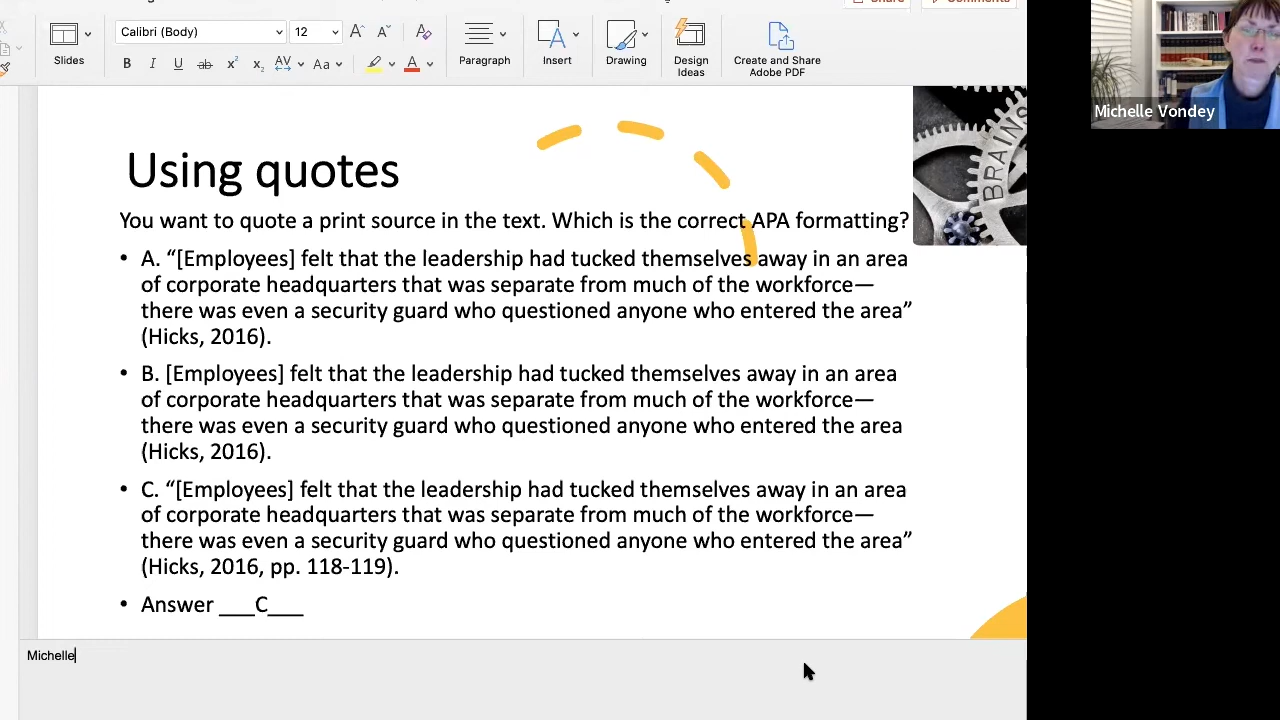 Share
Comments
Calibri (Body)
12
A
A
A
Slides
B I U ab x² x₂ AV Aa
A
Paragraph
Insert
Drawing
Design
Ideas
Create and Share
Adobe PDF
Michelle Vondey
BRAINS
Using quotes
You want to quote a print source in the text. Which is the correct APA formatting?
• A. “[Employees] felt that the leadership had tucked themselves away in an area
of corporate headquarters that was separate from much of the workforce—
there was even a security guard who questioned anyone who entered the area”
(Hicks, 2016).
• B. [Employees] felt that the leadership had tucked themselves away in an area
of corporate headquarters that was separate from much of the workforce—
there was even a security guard who questioned anyone who entered the area
(Hicks, 2016).
• C. “[Employees] felt that the leadership had tucked themselves away in an area
of corporate headquarters that was separate from much of the workforce—
there was even a security guard who questioned anyone who entered the area”
(Hicks, 2016, pp. 118-119).
• Answer ___C___
Michelle